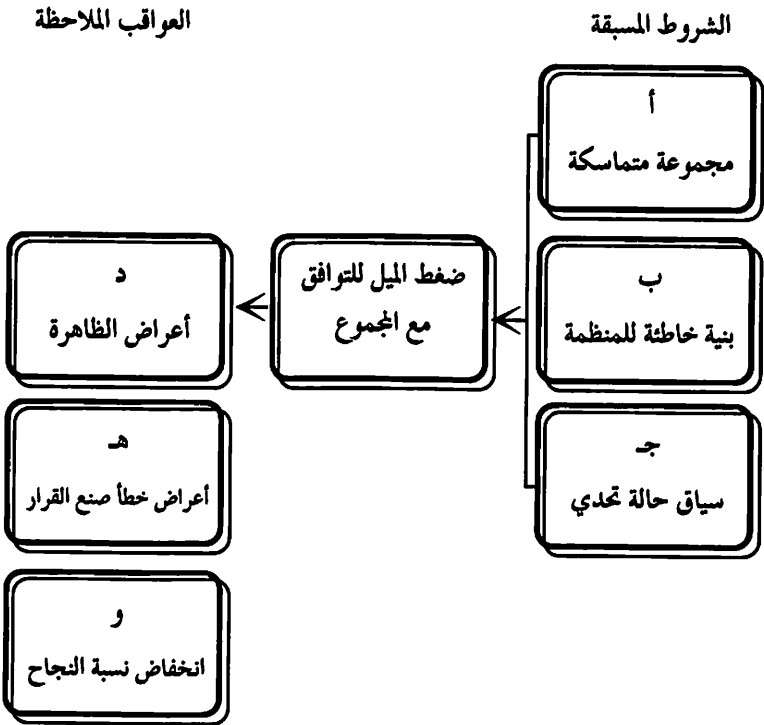 الشروط المسبقة
العواقب الملاحظة
أ
مجموعة متماسكة
ب
بنية خاطئة للمنظمة
جـ
سياق حالة تحدي
ضغط الميل للتوافق
مع المجموع
د
أعراض الظاهرة
هـ
أعراض خطأ صنع القرار
و
انخفاض نسبة النجاح